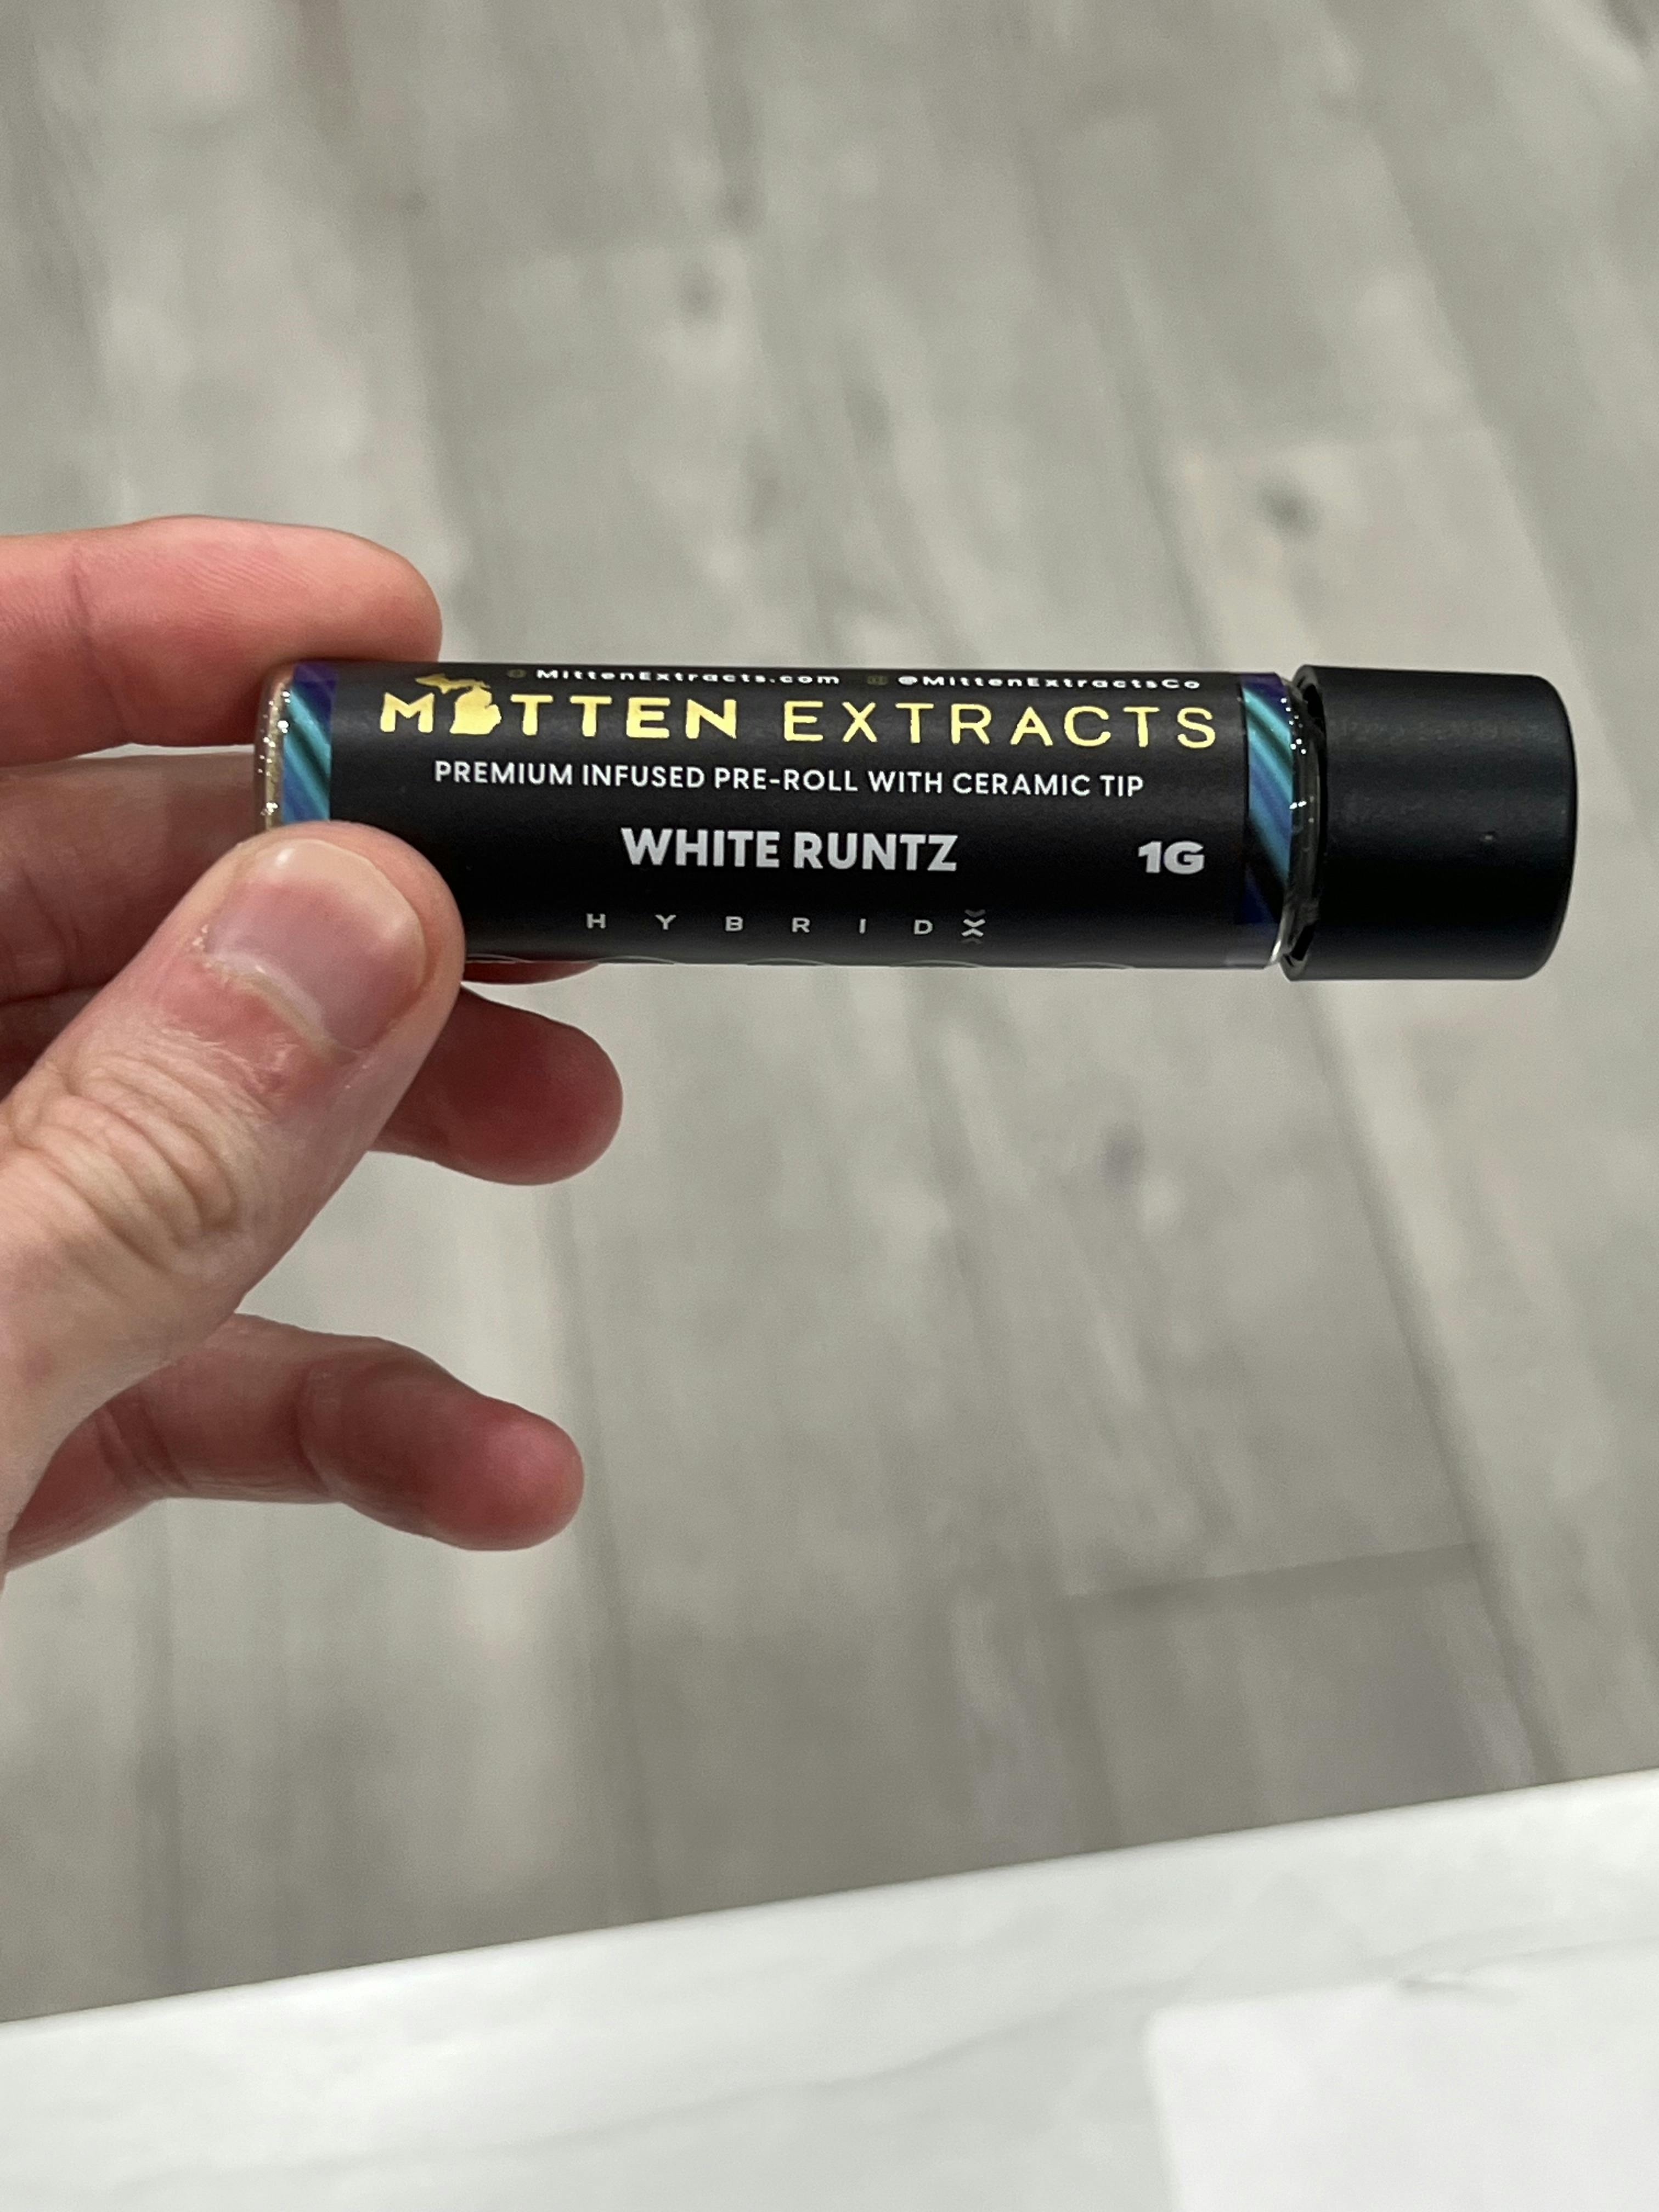 MittenExtracts.com @MittenExtractsCo
MITTEN EXTRACTS
PREMIUM INFUSED PRE-ROLL WITH CERAMIC TIP
WHITE RUNTZ 1G
HYBRID